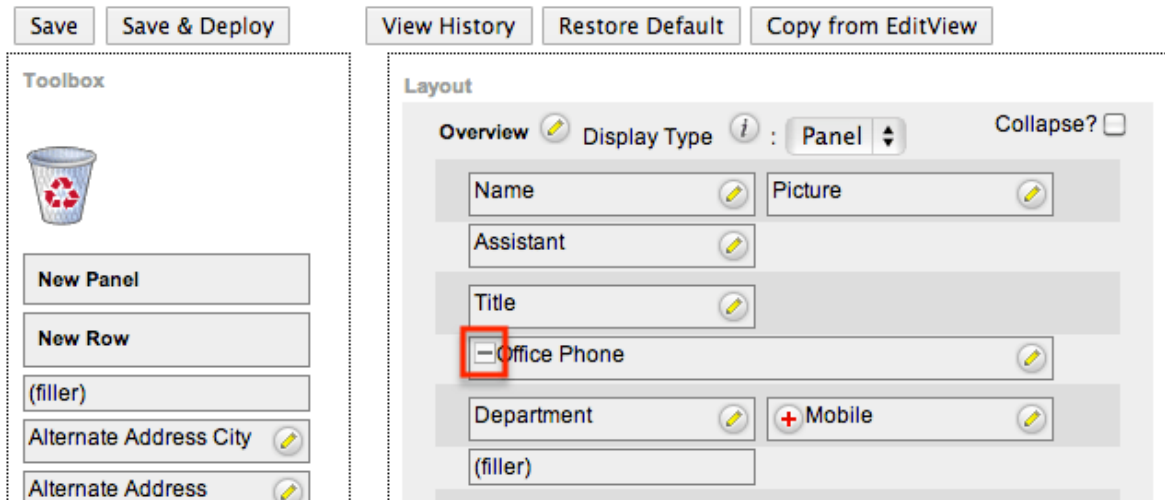 Save Save & Deploy View History Restore Default Copy from EditView
Toolbox
New Panel
New Row
(filler)
Alternate Address City
Alternate Address
Layout
Overview Display Type i : Panel Collapse?
Name Picture
Assistant
Title
Office Phone
Department Mobile
(filler)